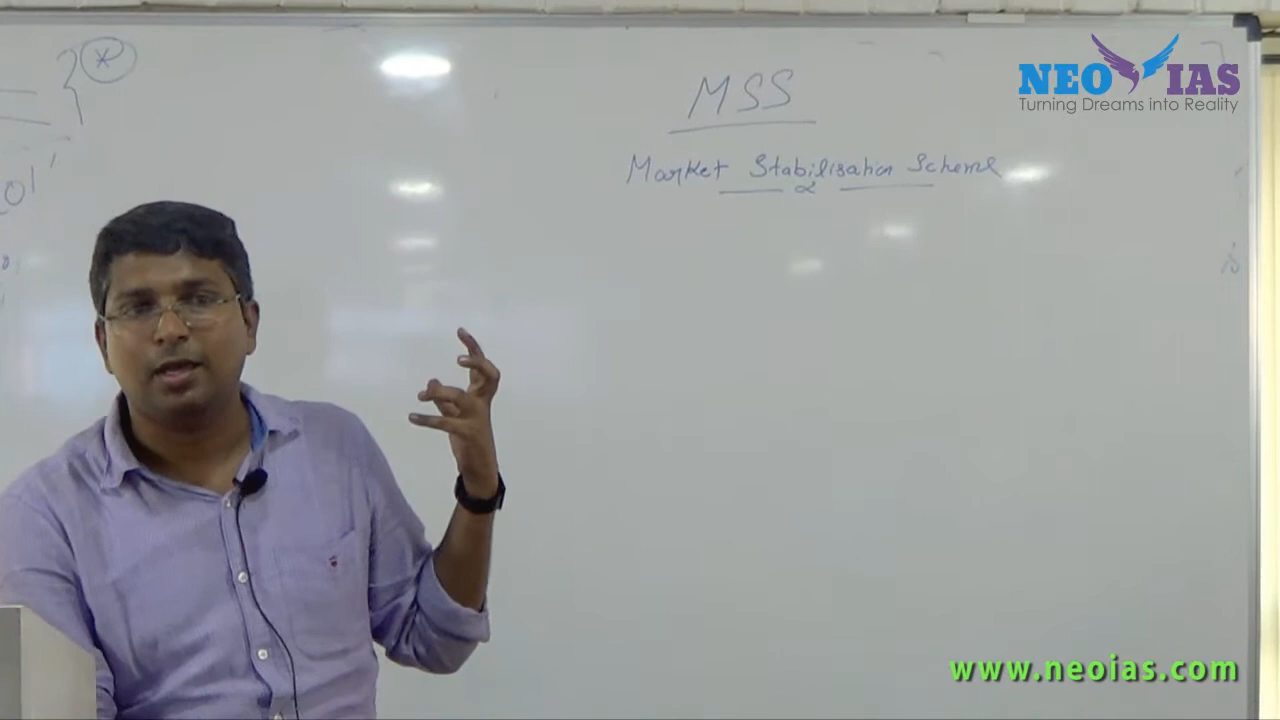 MSS
NEO IAS
Turning Dreams into Reality
Market Stabilisation Scheme
www.neoias.com